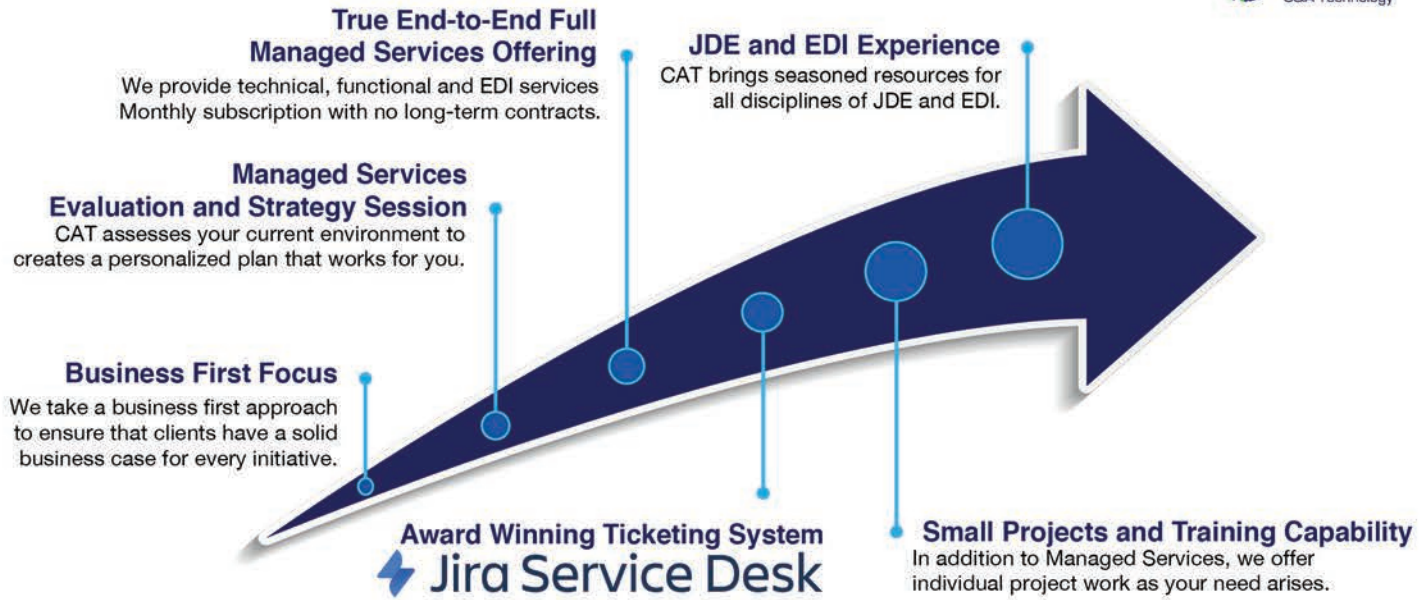 True End-to-End Full
Managed Services Offering
We provide technical, functional and EDI services
Monthly subscription with no long-term contracts.
JDE and EDI Experience
CAT brings seasoned resources for
all disciplines of JDE and EDI.
Managed Services
Evaluation and Strategy Session
CAT assesses your current environment to
creates a personalized plan that works for you.
Business First Focus
We take a business first approach
to ensure that clients have a solid
business case for every initiative.
Award Winning Ticketing System
Jira Service Desk
Small Projects and Training Capability
In addition to Managed Services, we offer
individual project work as your need arises.